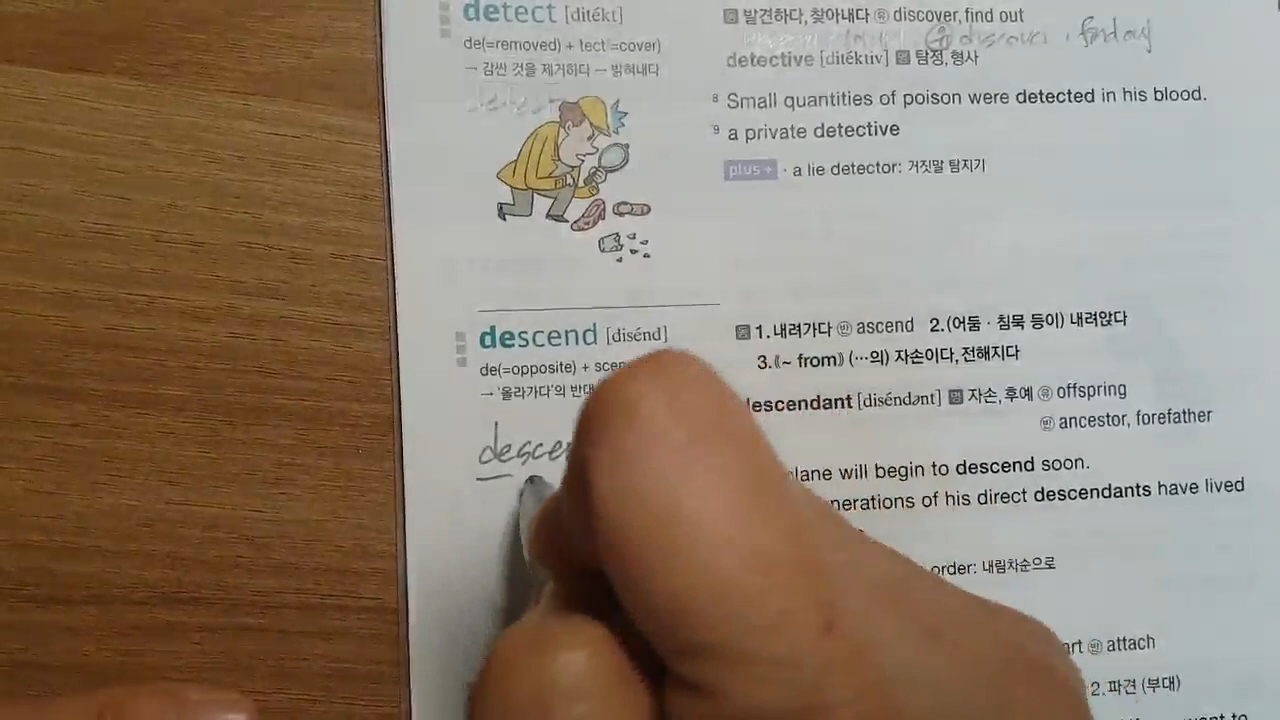 detect [ditékt]
de(=removed) + tect(=cover)
→ 감싼 것을 제거하다 → 밝혀내다
동 발견하다, 찾아내다 유 discover, find out
discover, find out
detective [ditéktiv] 명 탐정, 형사
8 Small quantities of poison were detected in his blood.
9 a private detective
plus+ · a lie detector: 거짓말 탐지기
descend [disénd]
de(=opposite) +
→ '올라가다'의 반대
desce
동 1. 내려가다 반 ascend 2. (어둠 · 침묵 등이) 내려앉다
3. 《~ from》 (…의) 자손이다, 전해지다
descendant [diséndənt] 명 자손, 후예 유 offspring
반 ancestor, forefather
plane will begin to descend soon.
of his direct descendants have lived
order: 내림차순으로
반 attach
2. 파견 (부대)
to